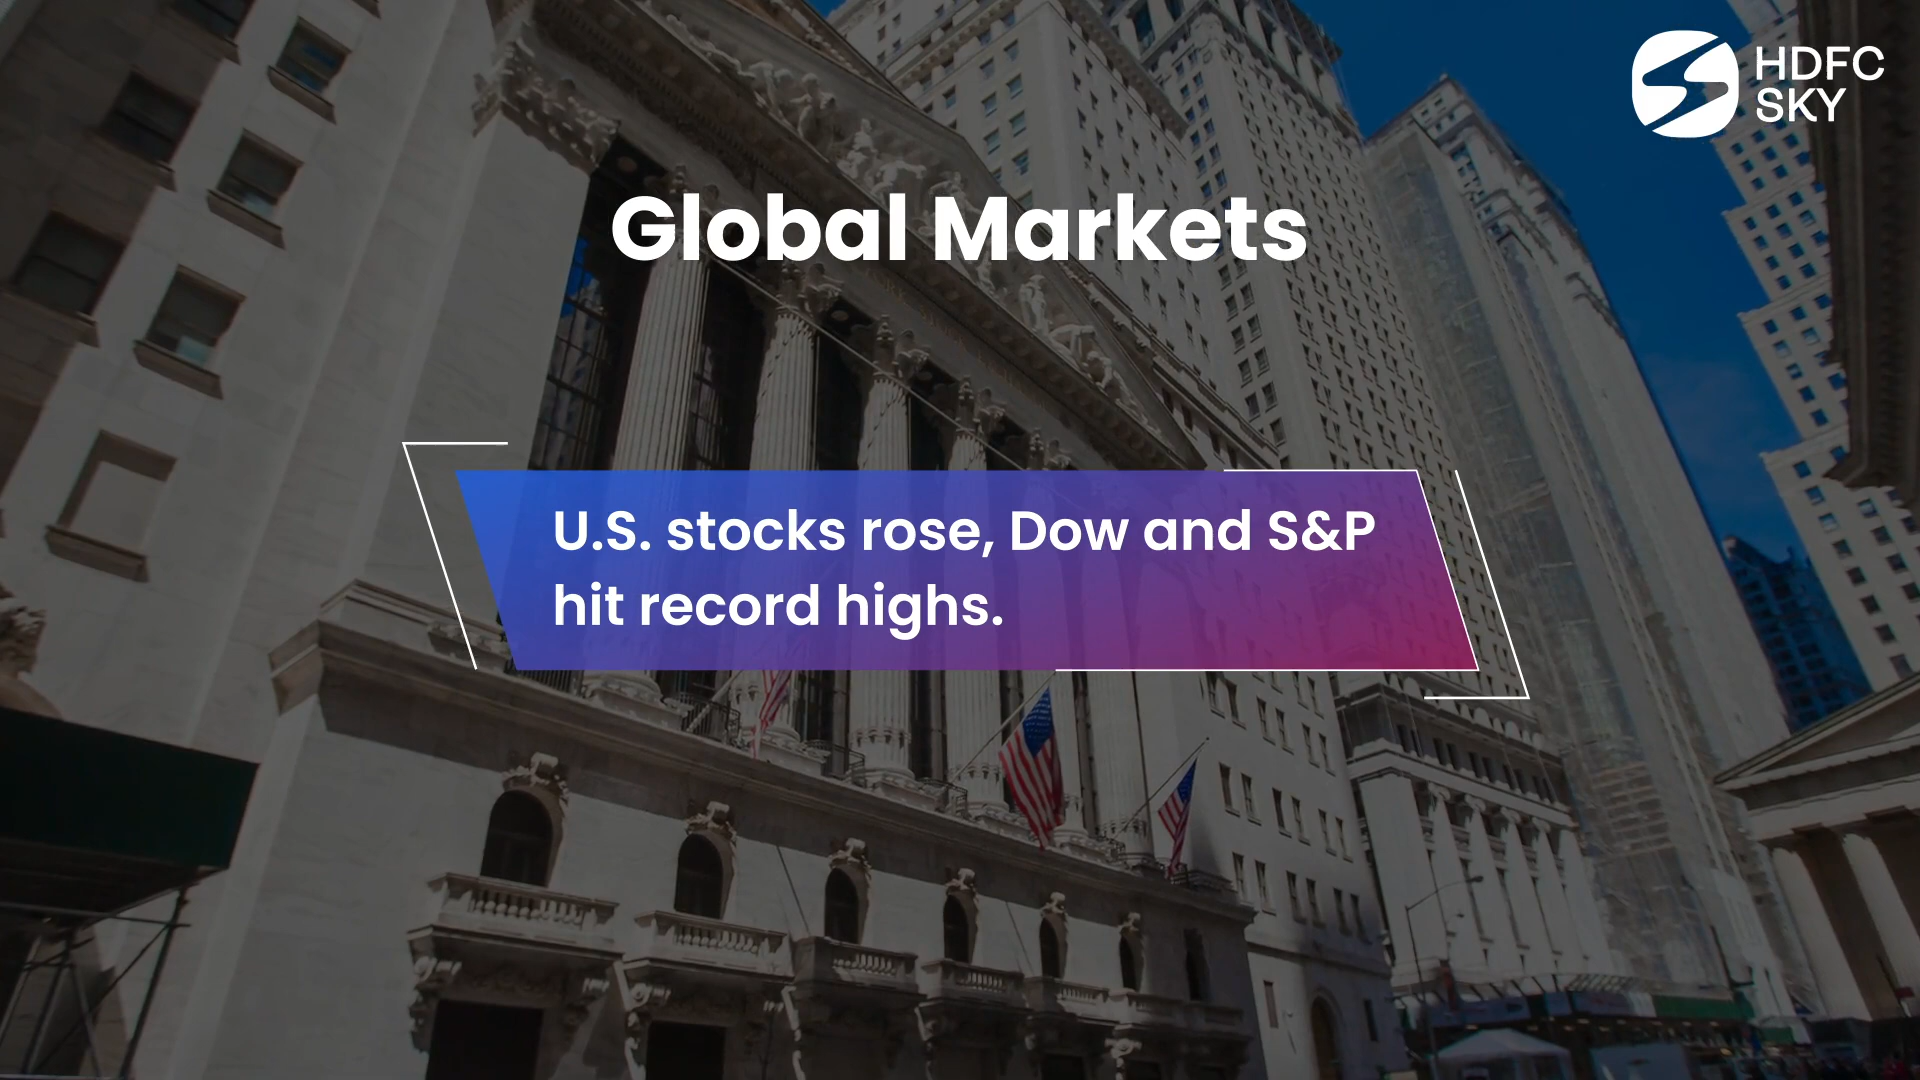 HDFC
SKY
Global Markets
U.S. stocks rose, Dow and S&P
hit record highs.